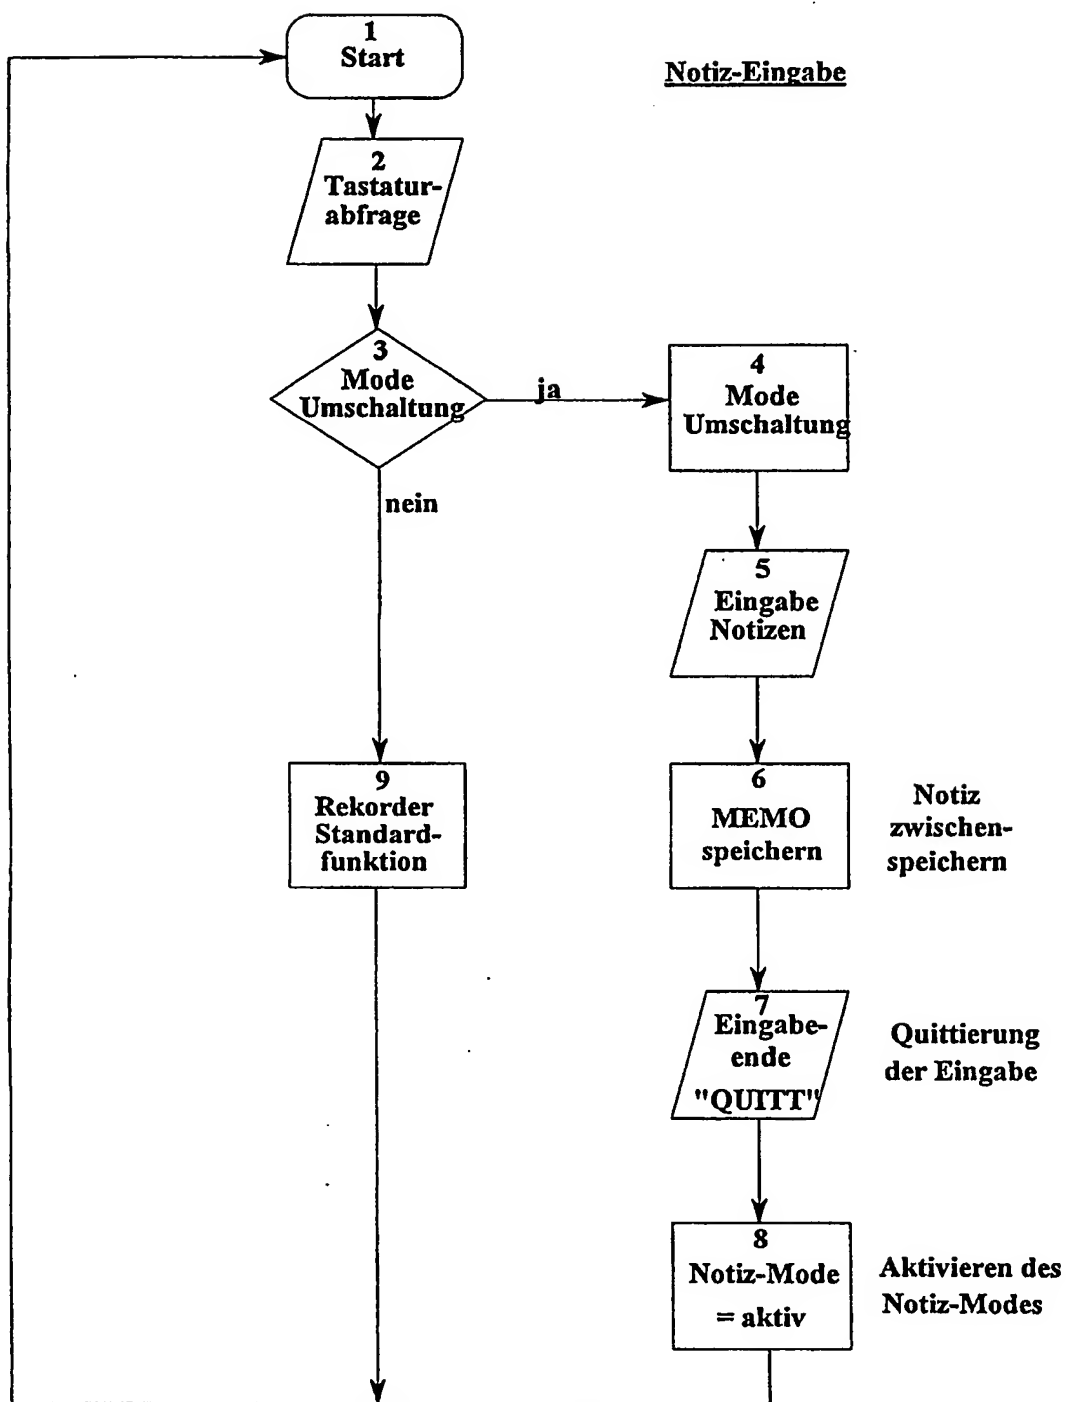 1
Start
Notiz-Eingabe
2
Tastatur-
abfrage
3
Mode
Umschaltung
ja
nein
4
Mode
Umschaltung
5
Eingabe
Notizen
6
MEMO
speichern
Notiz
zwischen-
speichern
7
Eingabe-
ende
"QUITT"
Quittierung
der Eingabe
8
Notiz-Mode
= aktiv
Aktivieren des
Notiz-Modes
9
Rekorder
Standard-
funktion